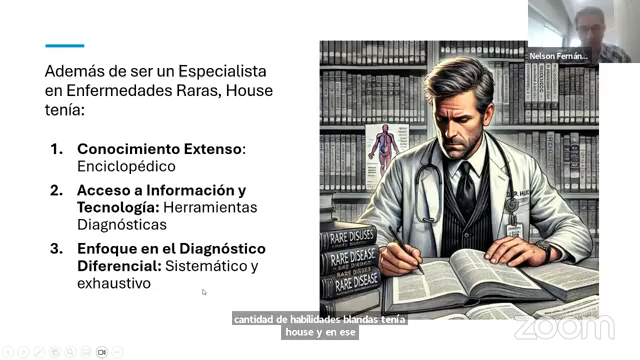 Además de ser un Especialista
en Enfermedades Raras, House
tenía:
1. Conocimiento Extenso:
Enciclopédico
2. Acceso a Información y
Tecnología: Herramientas
Diagnósticas
3. Enfoque en el Diagnóstico
Diferencial: Sistemático y
exhaustivo
Nelson Fernán...
RARE DISUSES
RARE DISEASE
RARE DISEASE
cantidad de habilidades blandas tenía
house y en ese
zoom